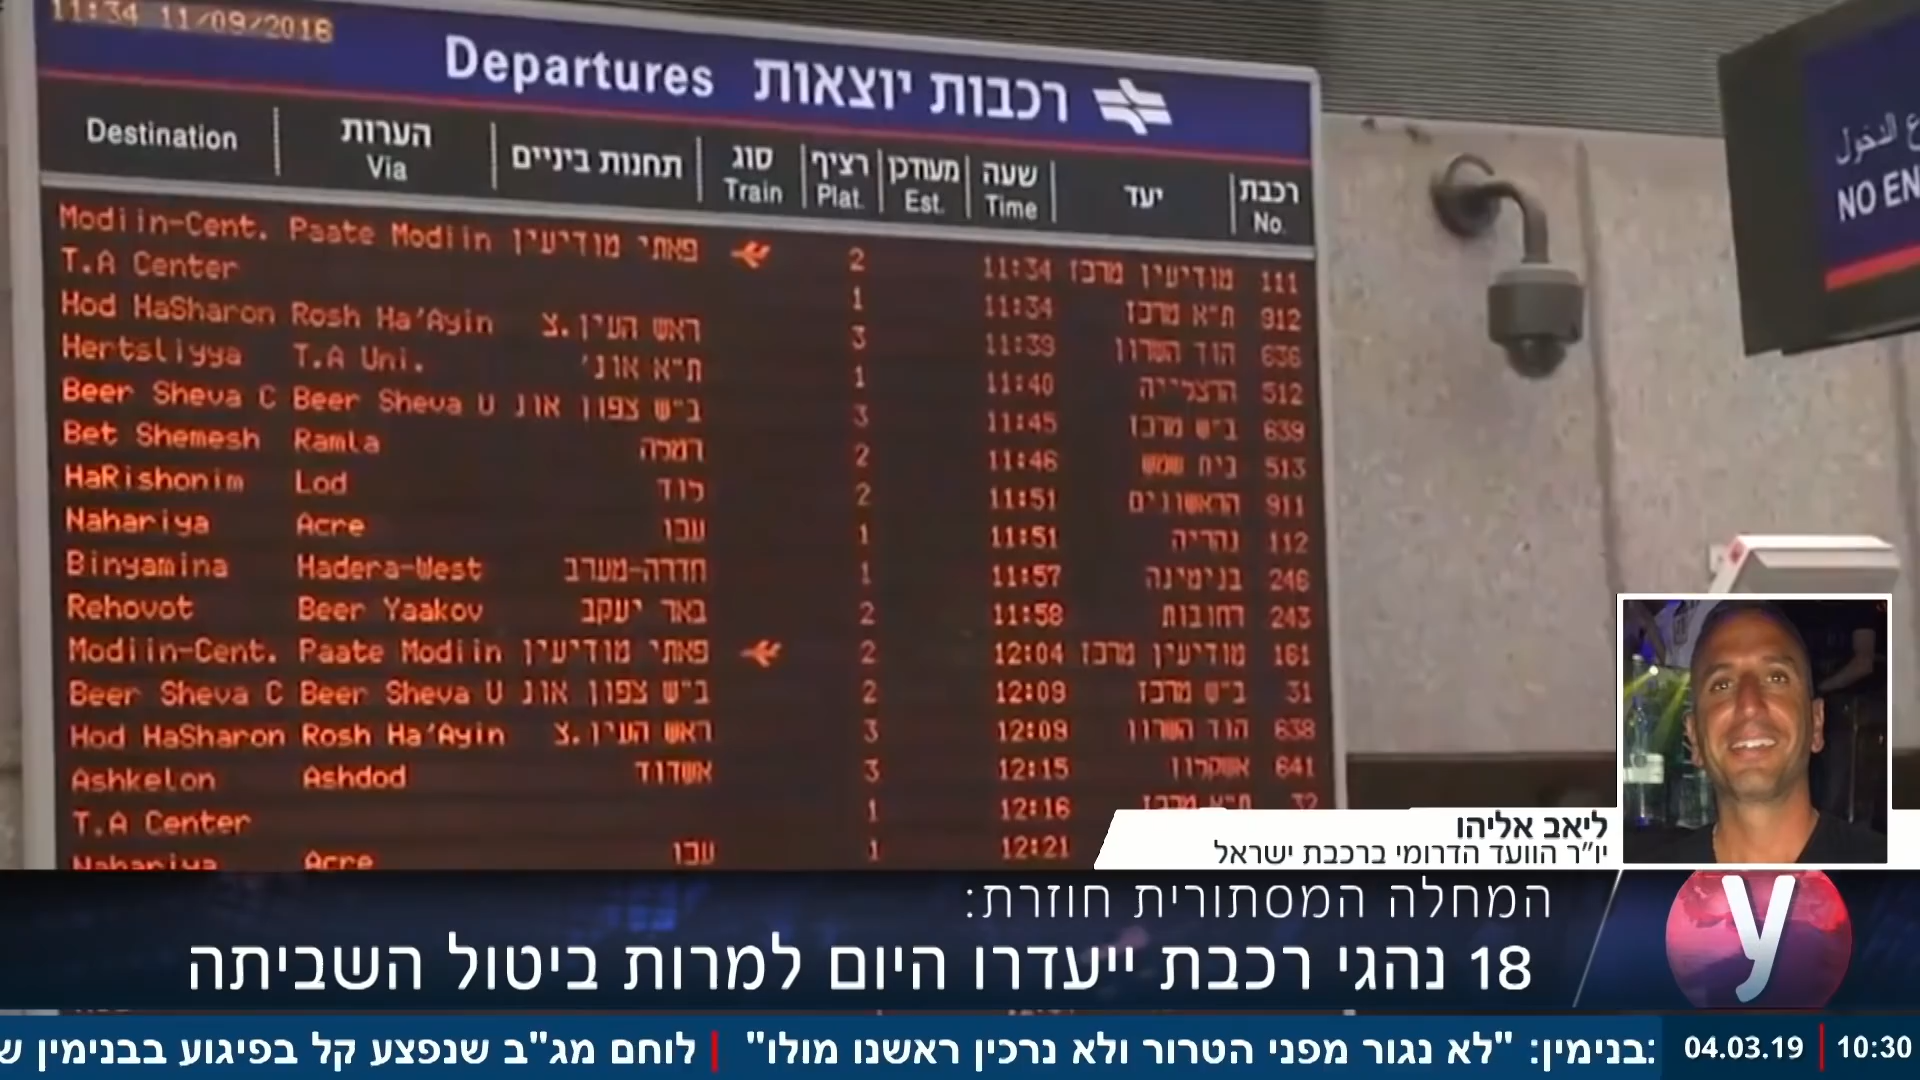 11:34 11/09/2018
Departures רכבות יוצאות
Destination הערות תחנות ביניים סוג רציף מעודכן שעה יעד רכבת
Via Train Plat. Est. Time No.
Modiin-Cent. Paate Modiin פאתי מודיעין 2 11:34 מודיעין מרכז 111
T.A Center 1 11:34 ת"א מרכז 912
Hod HaSharon Rosh Ha'Ayin ראש העין.צ 3 11:39 הוד השרון 636
Hertsliyya T.A Uni. ת"א אונ' 1 11:40 הרצלייה 512
Beer Sheva C Beer Sheva U ב"ש צפון אונ 3 11:45 ב"ש מרכז 639
Bet Shemesh Ramla רמלה 2 11:46 בית שמש 513
HaRishonim Lod לוד 2 11:51 הראשונים 911
Nahariya Acre עכו 1 11:51 נהריה 112
Binyamina Hadera-West חדרה-מערב 1 11:57 בנימינה 246
Rehovot Beer Yaakov באר יעקב 2 11:58 רחובות 243
Modiin-Cent. Paate Modiin פאתי מודיעין 2 12:04 מודיעין מרכז 161
Beer Sheva C Beer Sheva U ב"ש צפון אונ 2 12:09 ב"ש מרכז 31
Hod HaSharon Rosh Ha'Ayin ראש העין.צ 3 12:09 הוד השרון 638
Ashkelon Ashdod אשדוד 3 12:15 אשקלון 641
T.A Center 1 12:16 ת"א מרכז 32
Nahariya Acre עכו 1 12:21
الدخول
NO EN
ליאב אליהו
יו"ר הוועד הדרומי ברכבת ישראל
המחלה המסתורית חוזרת:
18 נהגי רכבת ייעדרו היום למרות ביטול השביתה
y
בנימין: "לא נגור מפני הטרור ולא נרכין ראשנו מולו" | לוחם מג"ב שנפצע קל בפיגוע בבנימין ש
04.03.19 | 10:30